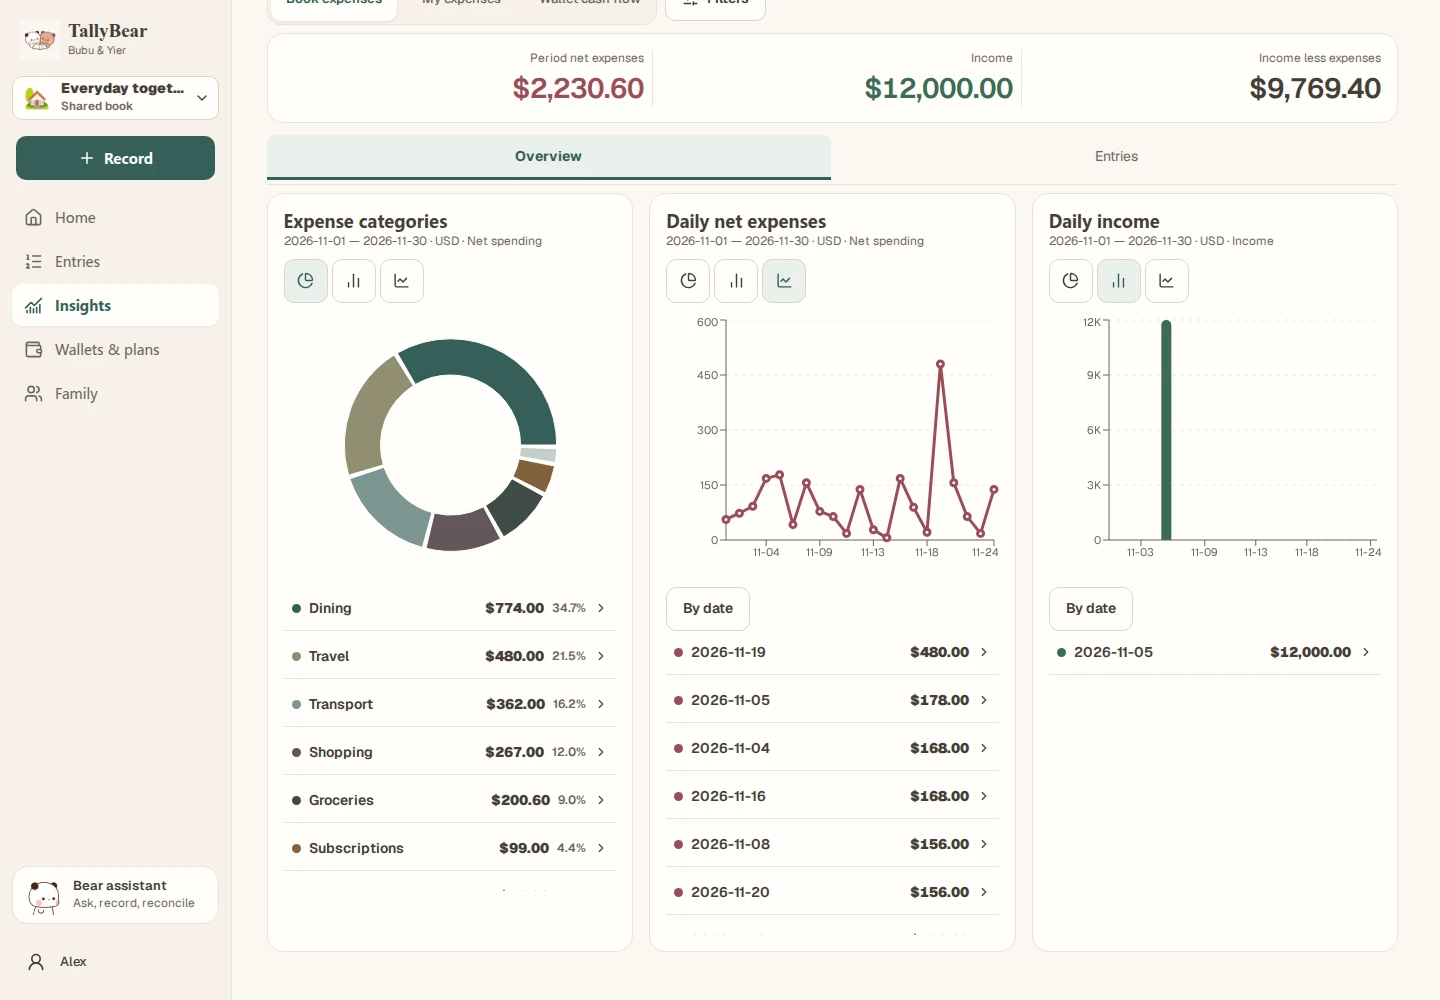 TallyBear
Bubu & Yier
Everyday toget...
Shared book
Record
Home
Entries
Insights
Wallets & plans
Family
Bear assistant
Ask, record, reconcile
Alex
Book expenses
My expenses
Wallet cash flow
Filters
Period net expenses
$2,230.60
Income
$12,000.00
Income less expenses
$9,769.40
Overview
Entries
Expense categories
2026-11-01 — 2026-11-30 · USD · Net spending
Dining $774.00 34.7%
Travel $480.00 21.5%
Transport $362.00 16.2%
Shopping $267.00 12.0%
Groceries $200.60 9.0%
Subscriptions $99.00 4.4%
Daily net expenses
2026-11-01 — 2026-11-30 · USD · Net spending
600
450
300
150
0
11-04 11-09 11-13 11-18 11-24
By date
2026-11-19 $480.00
2026-11-05 $178.00
2026-11-04 $168.00
2026-11-16 $168.00
2026-11-08 $156.00
2026-11-20 $156.00
Daily income
2026-11-01 — 2026-11-30 · USD · Income
12K
9K
6K
3K
0
11-03 11-09 11-13 11-18 11-24
By date
2026-11-05 $12,000.00